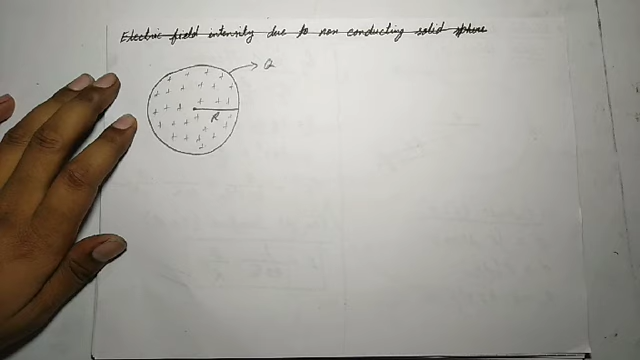 Electric field intensity due to non conducting solid sphere
Q
R